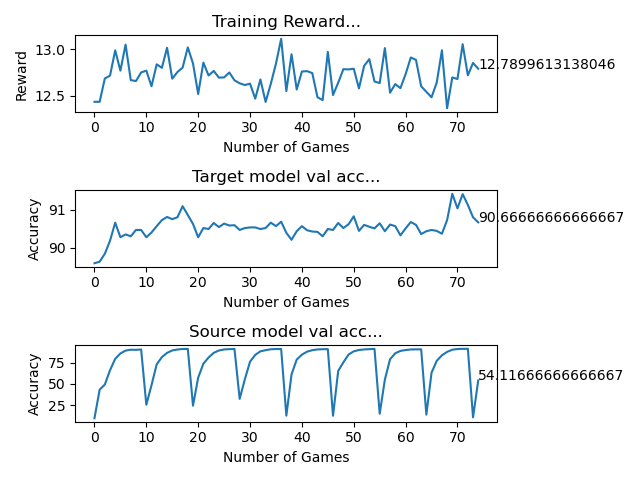 Training Reward...
Reward
13.0
12.5
12.7899613138046
0 10 20 30 40 50 60 70
Number of Games
Target model val acc...
Accuracy
91
90
90.66666666666667
0 10 20 30 40 50 60 70
Number of Games
Source model val acc...
Accuracy
75
50
25
54.11666666666667
0 10 20 30 40 50 60 70
Number of Games